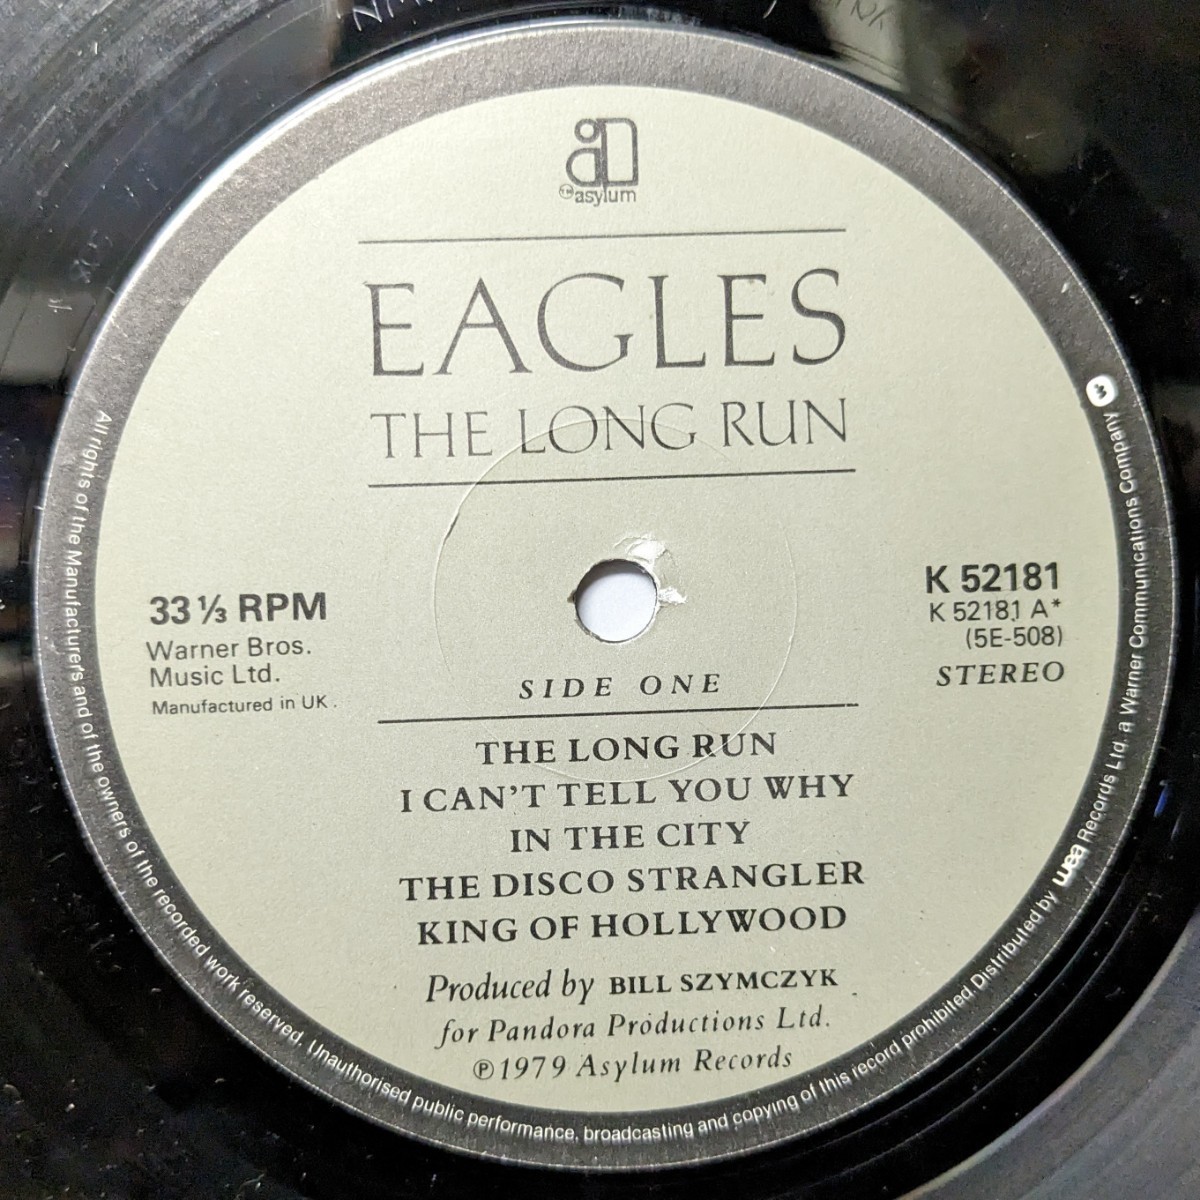 TM asylum
EAGLES
THE LONG RUN
33⅓ RPM
Warner Bros.
Music Ltd.
Manufactured in UK.
K 52181
K 52181 A*
(5E-508)
STEREO
SIDE ONE
THE LONG RUN
I CAN'T TELL YOU WHY
IN THE CITY
THE DISCO STRANGLER
KING OF HOLLYWOOD
Produced by BILL SZYMCZYK
for Pandora Productions Ltd.
℗1979 Asylum Records
All rights of the Manufacturers and of the owners of the recorded work reserved. Unauthorised public performance, broadcasting and copying of this record prohibited Distributed by wea Records Ltd. a Warner Communications Company